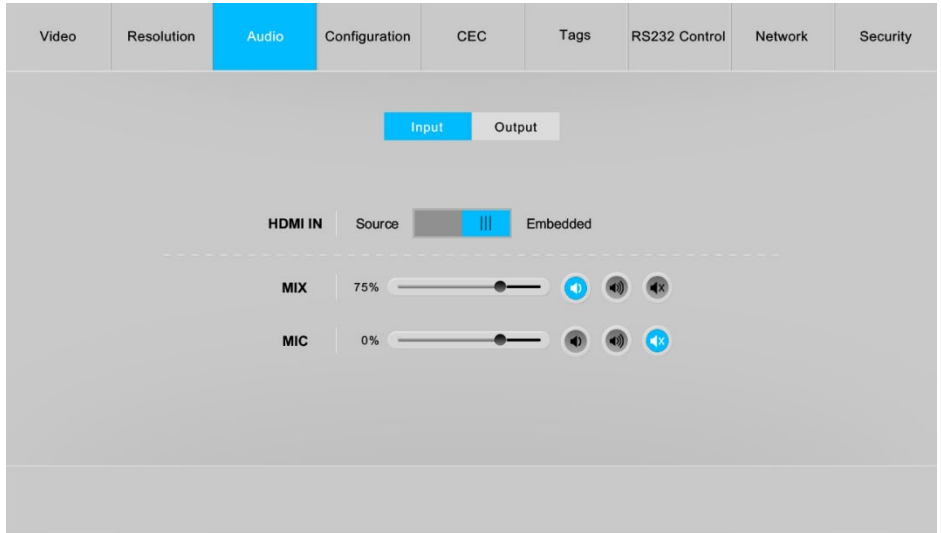 Video Resolution Audio Configuration CEC Tags RS232 Control Network Security
Input Output
HDMI IN Source Embedded
MIX 75%
MIC 0%